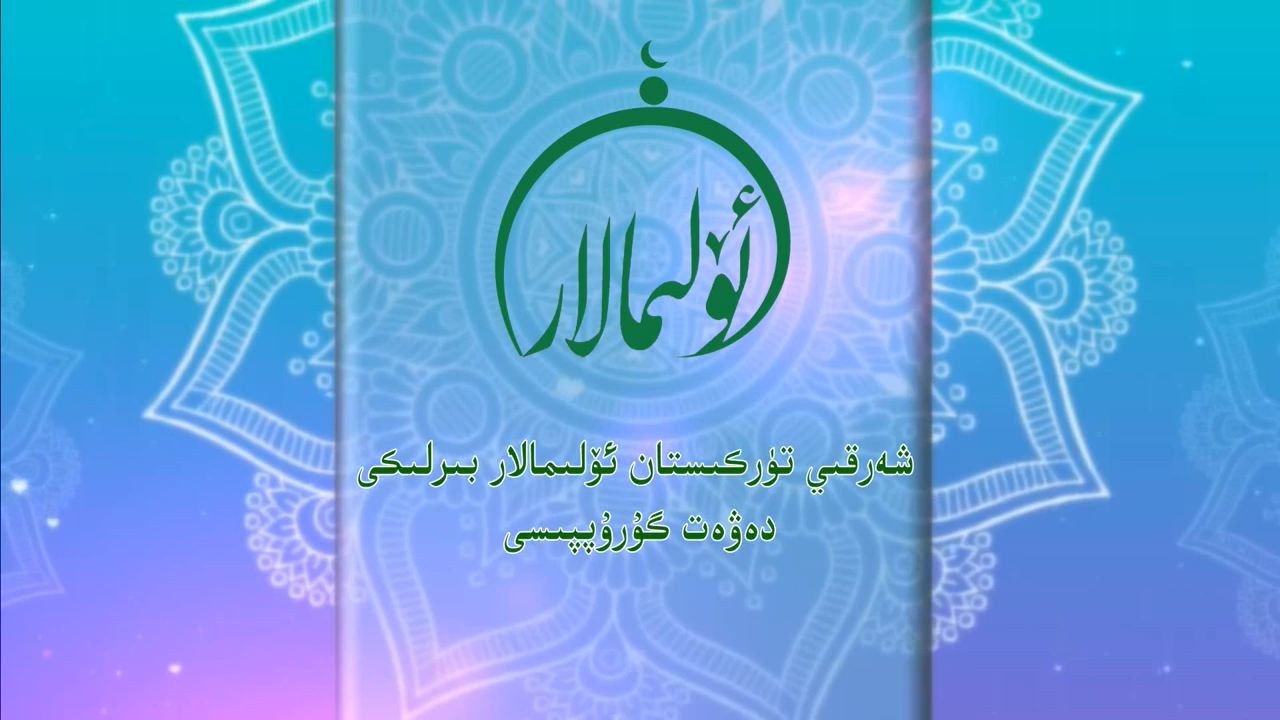 ئۆلىمالار
شەرقىي تۈركىستان ئۆلىمالار بىرلىكى
دەۋەت گۇرۇپپىسى